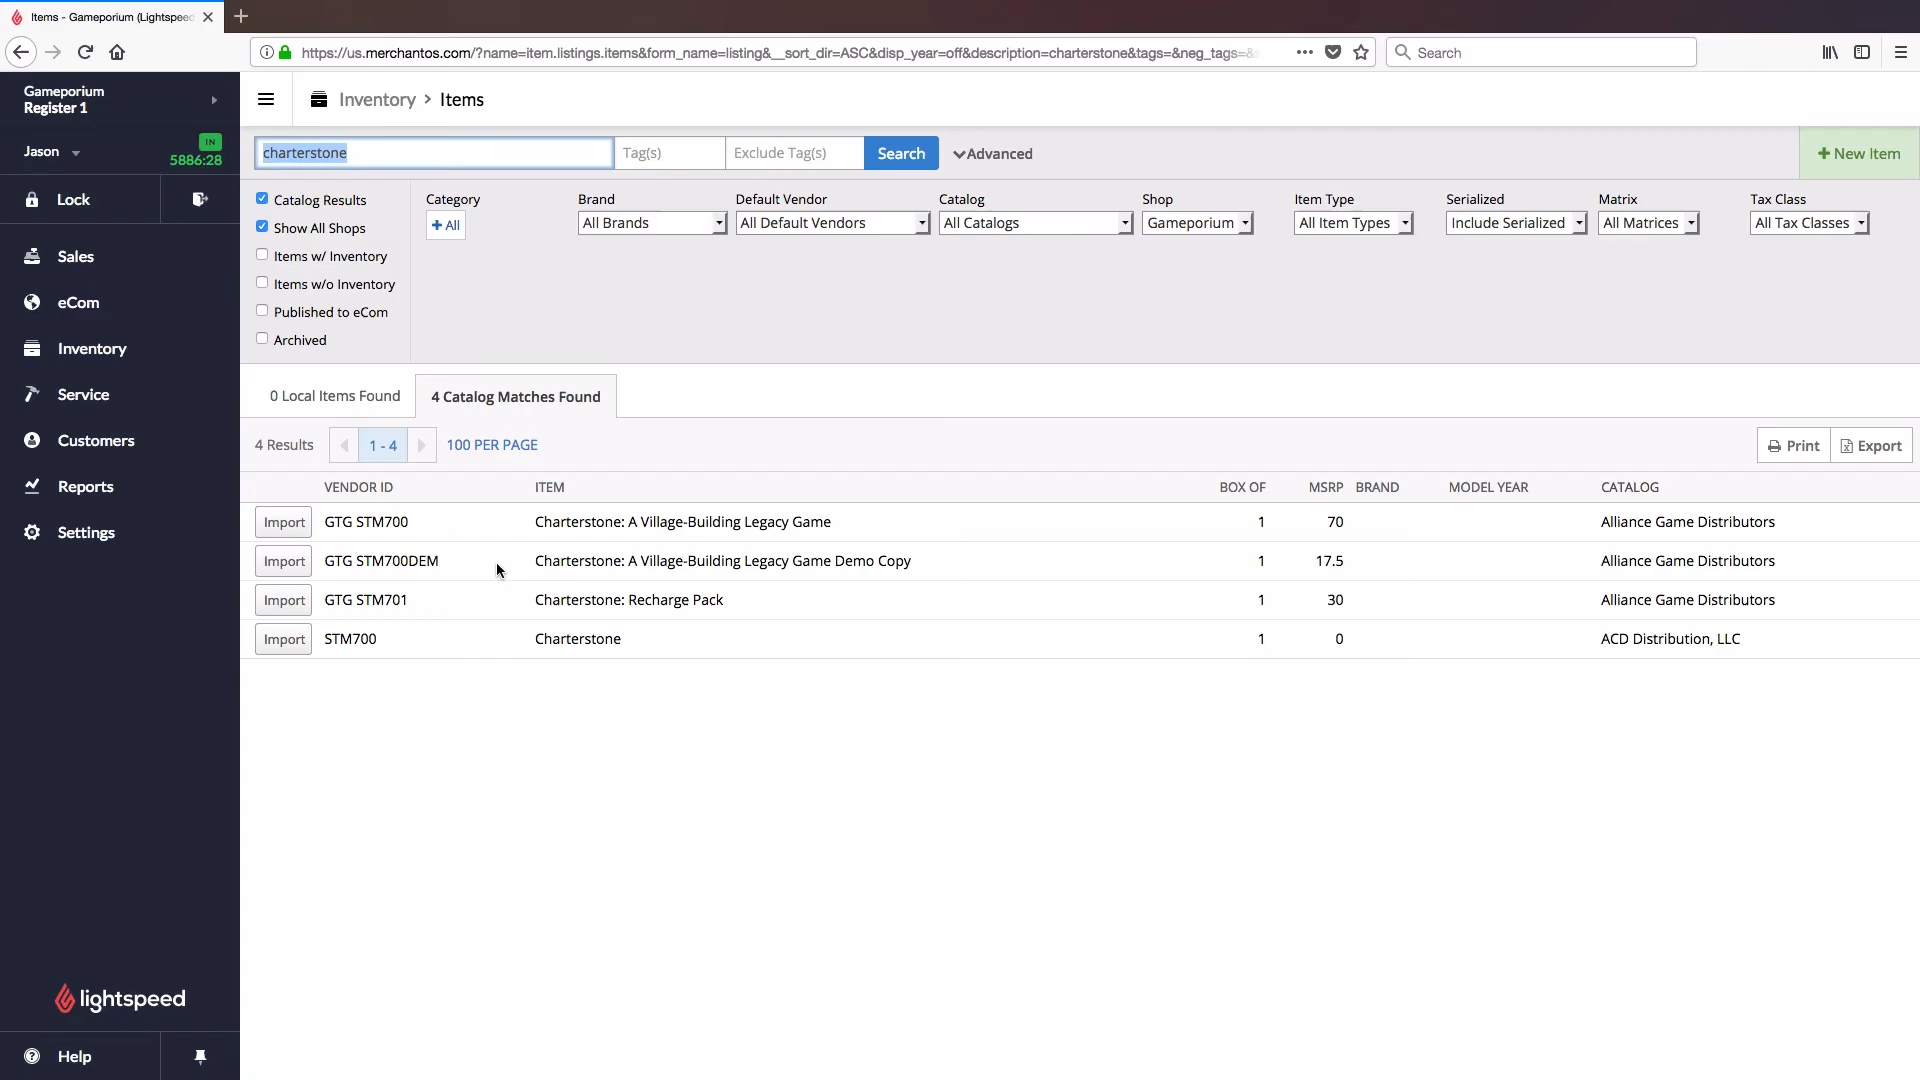 Items - Gameporium (Lightspeed
https://us.merchantos.com/?name=item.listings.items&form_name=listing&__sort_dir=ASC&disp_year=off&description=charterstone&tags=&neg_tags=&
Search
Gameporium
Register 1
Inventory > Items
Jason
IN
5886:28
charterstone
Tag(s)
Exclude Tag(s)
Search
Advanced
+ New Item
Lock
Catalog Results
Show All Shops
Items w/ Inventory
Items w/o Inventory
Published to eCom
Archived
Category
+ All
Brand
All Brands
Default Vendor
All Default Vendors
Catalog
All Catalogs
Shop
Gameporium
Item Type
All Item Types
Serialized
Include Serialized
Matrix
All Matrices
Tax Class
All Tax Classes
Sales
eCom
Inventory
Service
Customers
Reports
Settings
0 Local Items Found
4 Catalog Matches Found
4 Results
1 - 4
100 PER PAGE
Print
Export
VENDOR ID ITEM BOX OF MSRP BRAND MODEL YEAR CATALOG
Import GTG STM700 Charterstone: A Village-Building Legacy Game 1 70 Alliance Game Distributors
Import GTG STM700DEM Charterstone: A Village-Building Legacy Game Demo Copy 1 17.5 Alliance Game Distributors
Import GTG STM701 Charterstone: Recharge Pack 1 30 Alliance Game Distributors
Import STM700 Charterstone 1 0 ACD Distribution, LLC
lightspeed
Help